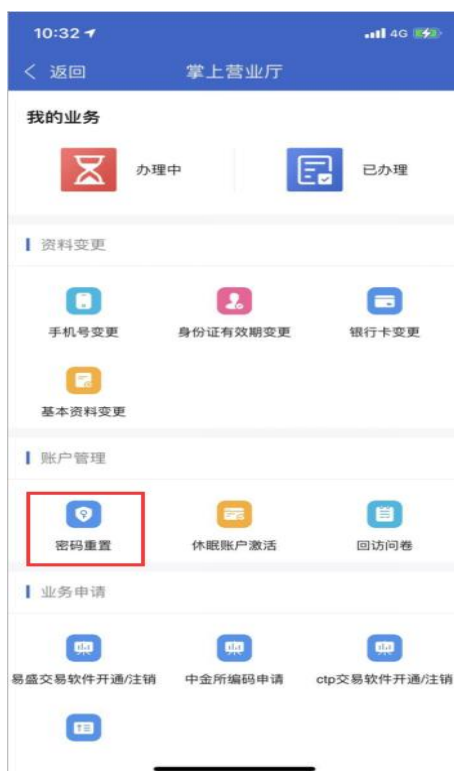 10:32 4G
返回 掌上营业厅
我的业务
办理中 已办理
资料变更
手机号变更 身份证有效期变更 银行卡变更
基本资料变更
账户管理
密码重置 休眠账户激活 回访问卷
业务申请
易盛交易软件开通/注销 中金所编码申请 ctp交易软件开通/注销